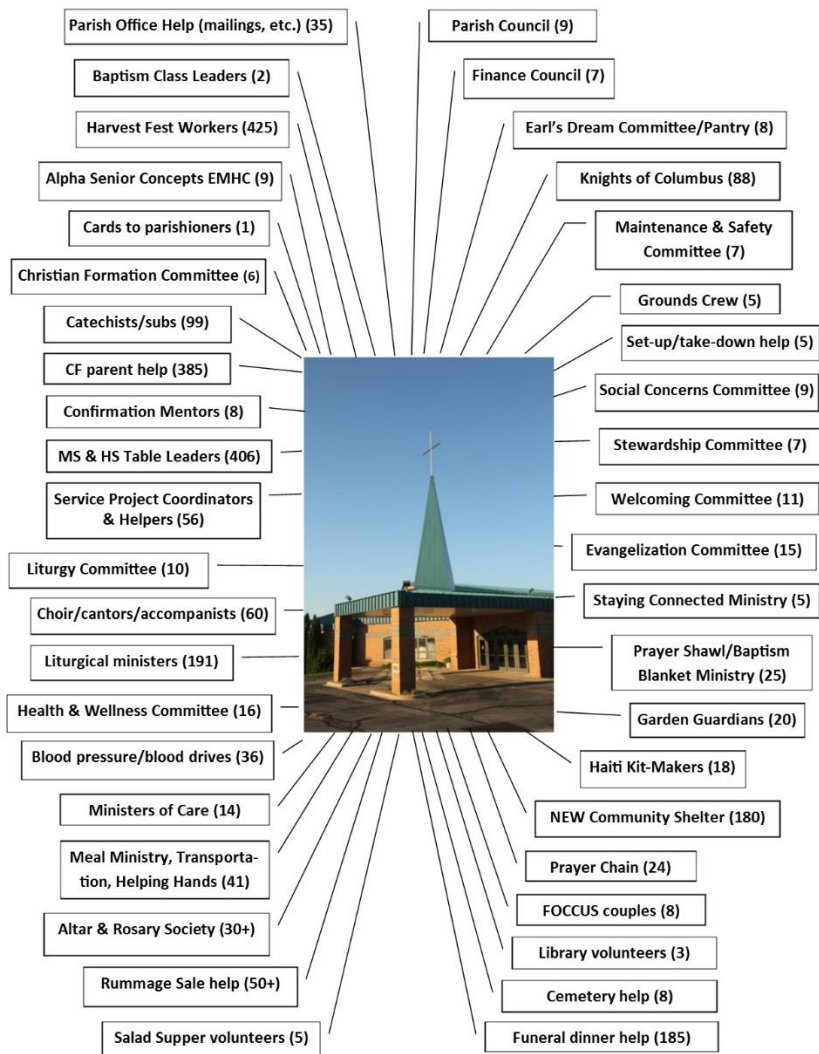 Parish Office Help (mailings, etc.) (35)
Baptism Class Leaders (2)
Harvest Fest Workers (425)
Alpha Senior Concepts EMHC (9)
Cards to parishioners (1)
Christian Formation Committee (6)
Catechists/subs (99)
CF parent help (385)
Confirmation Mentors (8)
MS & HS Table Leaders (406)
Service Project Coordinators
& Helpers (56)
Liturgy Committee (10)
Choir/cantors/accompanists (60)
Liturgical ministers (191)
Health & Wellness Committee (16)
Blood pressure/blood drives (36)
Ministers of Care (14)
Meal Ministry, Transporta-
tion, Helping Hands (41)
Altar & Rosary Society (30+)
Rummage Sale help (50+)
Salad Supper volunteers (5)
Parish Council (9)
Finance Council (7)
Earl’s Dream Committee/Pantry (8)
Knights of Columbus (88)
Maintenance & Safety
Committee (7)
Grounds Crew (5)
Set-up/take-down help (5)
Social Concerns Committee (9)
Stewardship Committee (7)
Welcoming Committee (11)
Evangelization Committee (15)
Staying Connected Ministry (5)
Prayer Shawl/Baptism
Blanket Ministry (25)
Garden Guardians (20)
Haiti Kit-Makers (18)
NEW Community Shelter (180)
Prayer Chain (24)
FOCCUS couples (8)
Library volunteers (3)
Cemetery help (8)
Funeral dinner help (185)